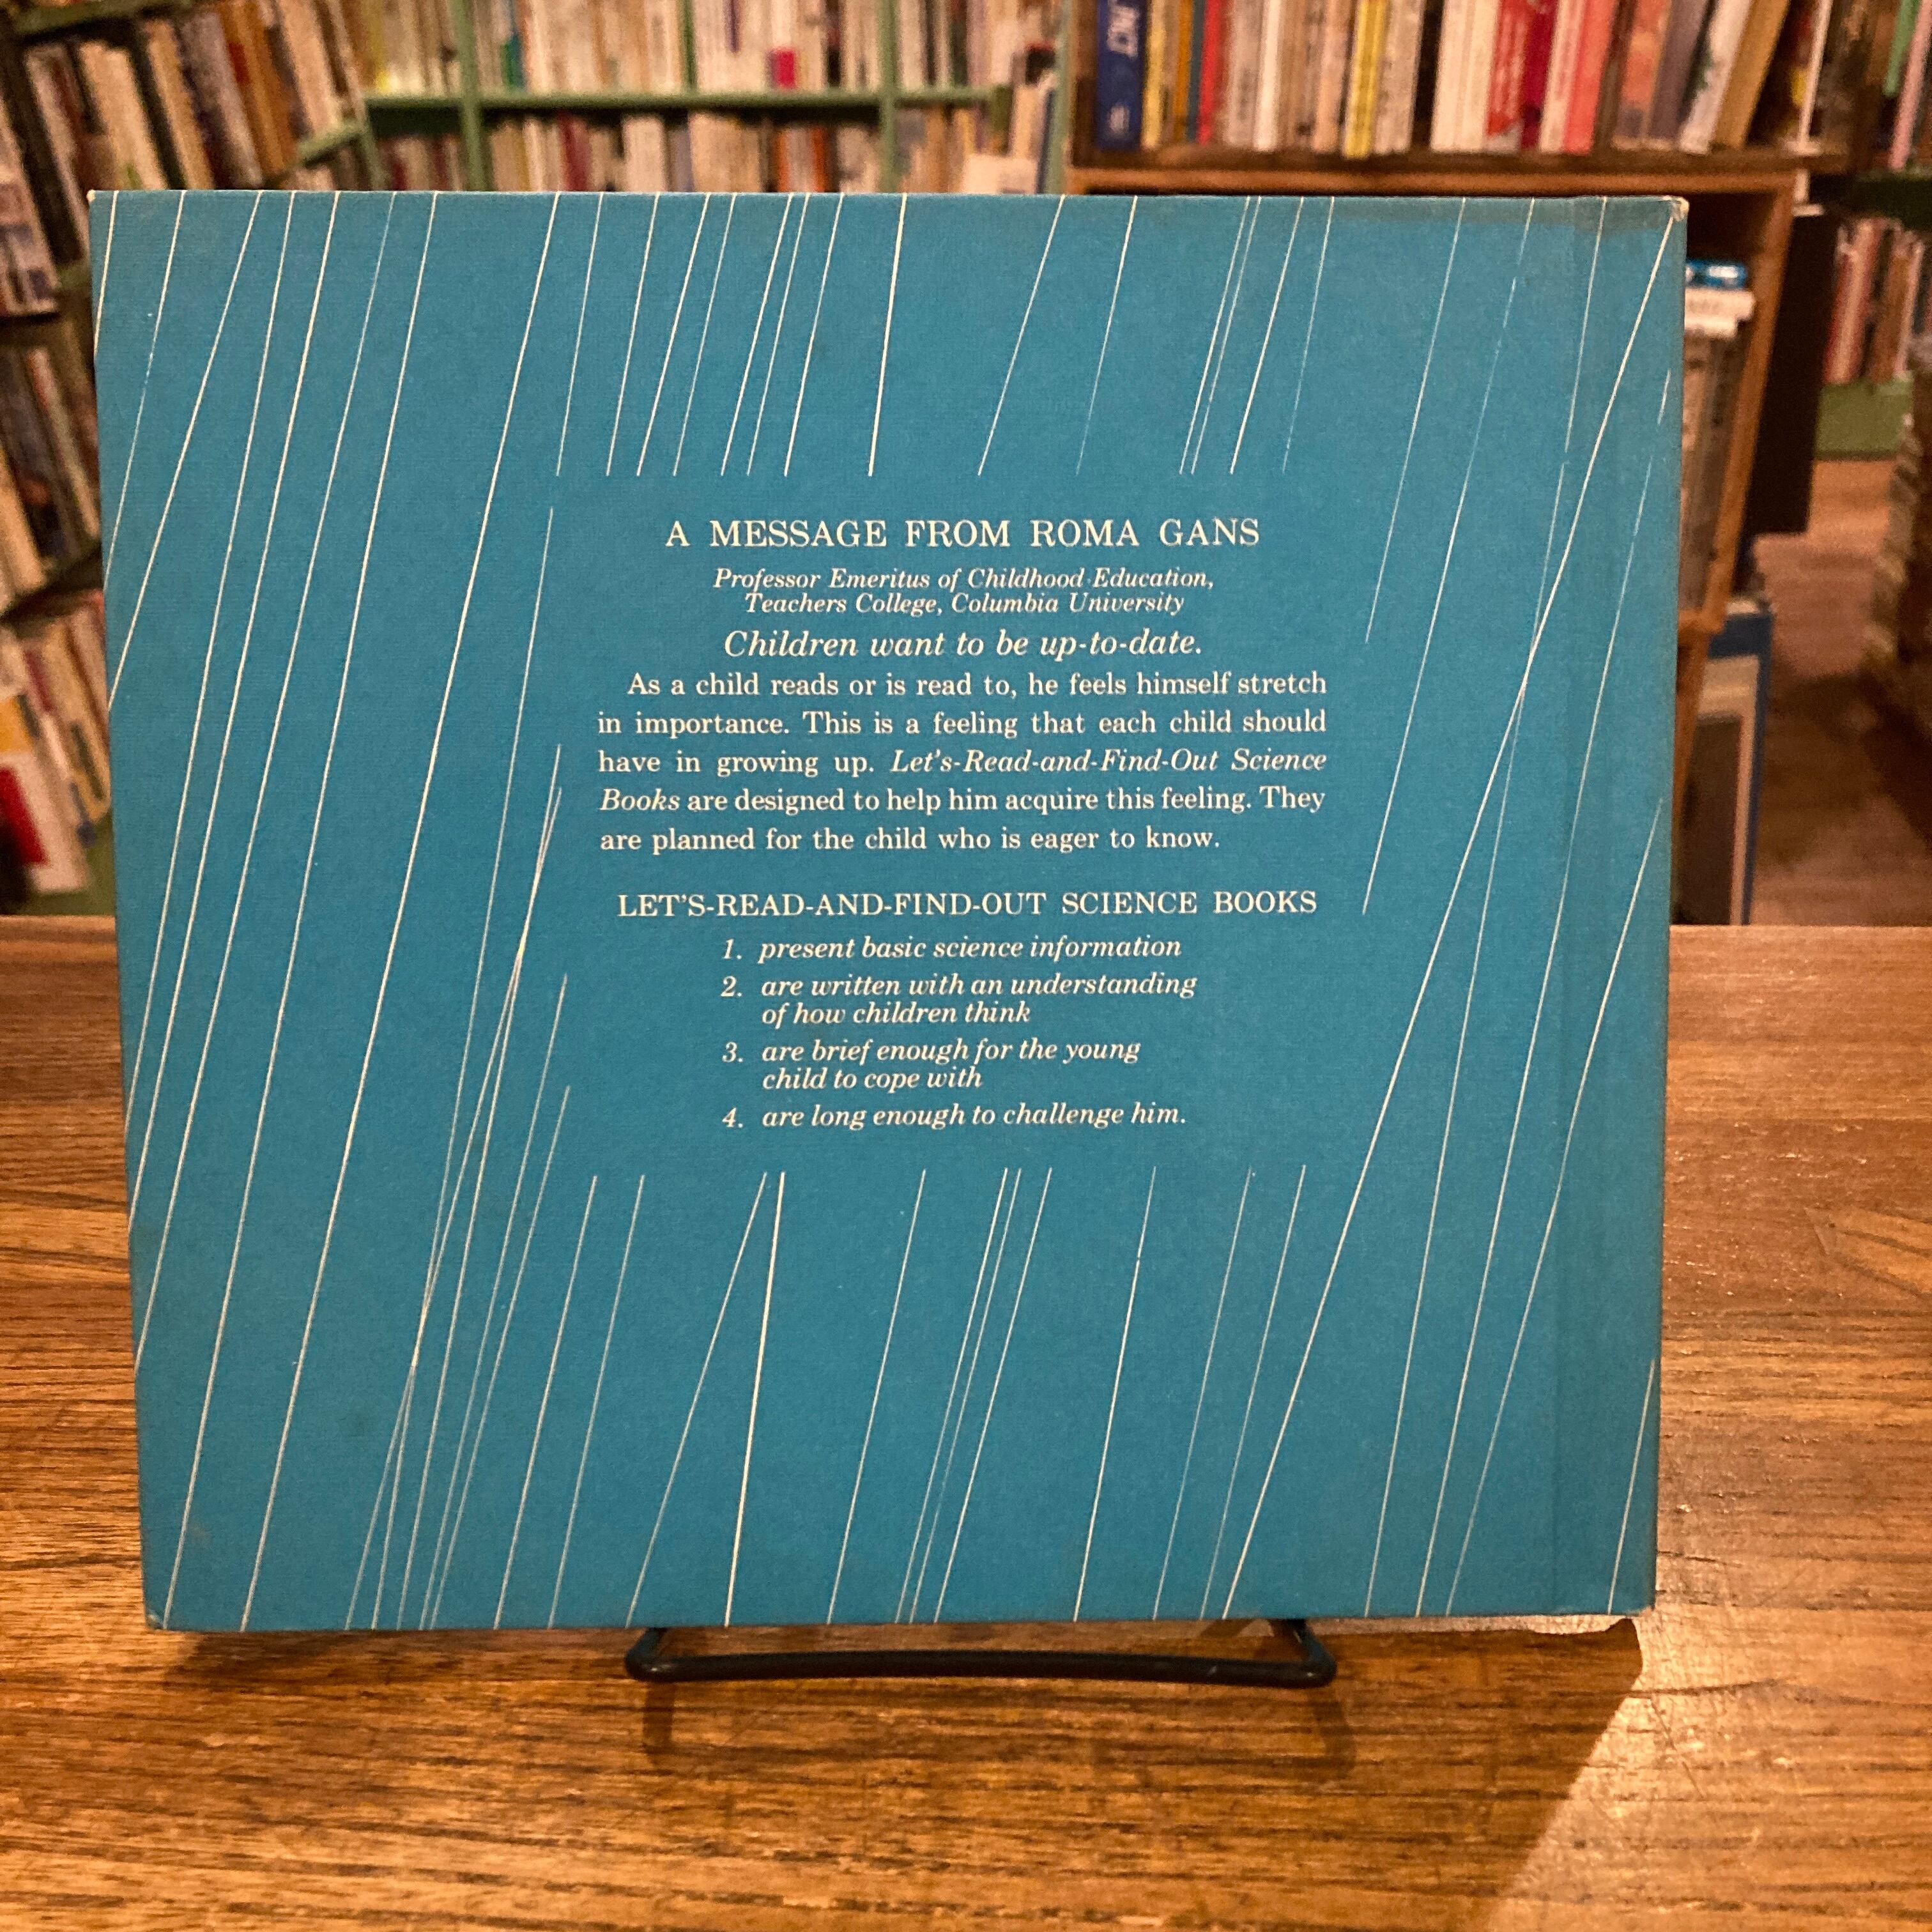 A MESSAGE FROM ROMA GANS
Professor Emeritus of Childhood Education,
Teachers College, Columbia University
Children want to be up-to-date.
As a child reads or is read to, he feels himself stretch
in importance. This is a feeling that each child should
have in growing up. Let's-Read-and-Find-Out Science
Books are designed to help him acquire this feeling. They
are planned for the child who is eager to know.
LET'S-READ-AND-FIND-OUT SCIENCE BOOKS
1. present basic science information
2. are written with an understanding
of how children think
3. are brief enough for the young
child to cope with
4. are long enough to challenge him.